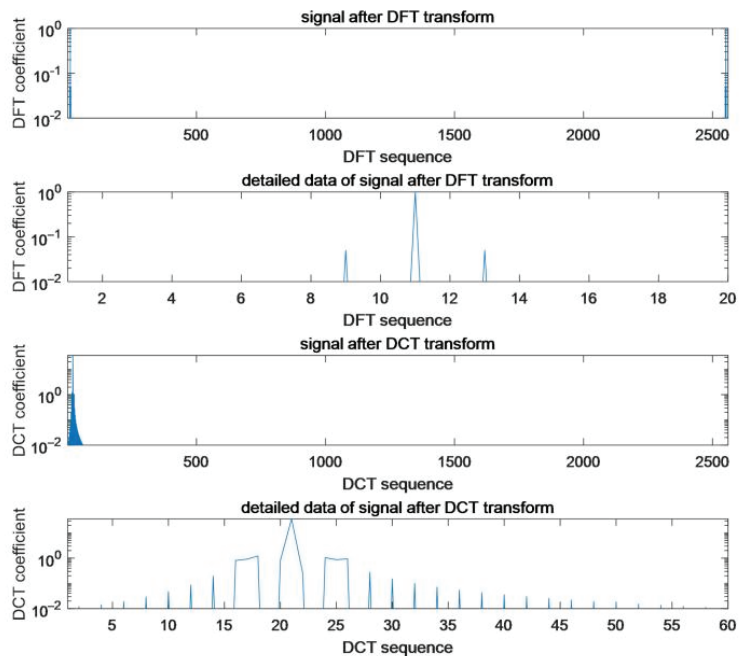 signal after DFT transform
DFT coefficient
10^0
10^-1
10^-2
500 1000 1500 2000 2500
DFT sequence
detailed data of signal after DFT transform
DFT coefficient
10^0
10^-1
10^-2
2 4 6 8 10 12 14 16 18 20
DFT sequence
signal after DCT transform
DCT coefficient
10^0
10^-2
500 1000 1500 2000 2500
DCT sequence
detailed data of signal after DCT transform
DCT coefficient
10^0
10^-2
5 10 15 20 25 30 35 40 45 50 55 60
DCT sequence